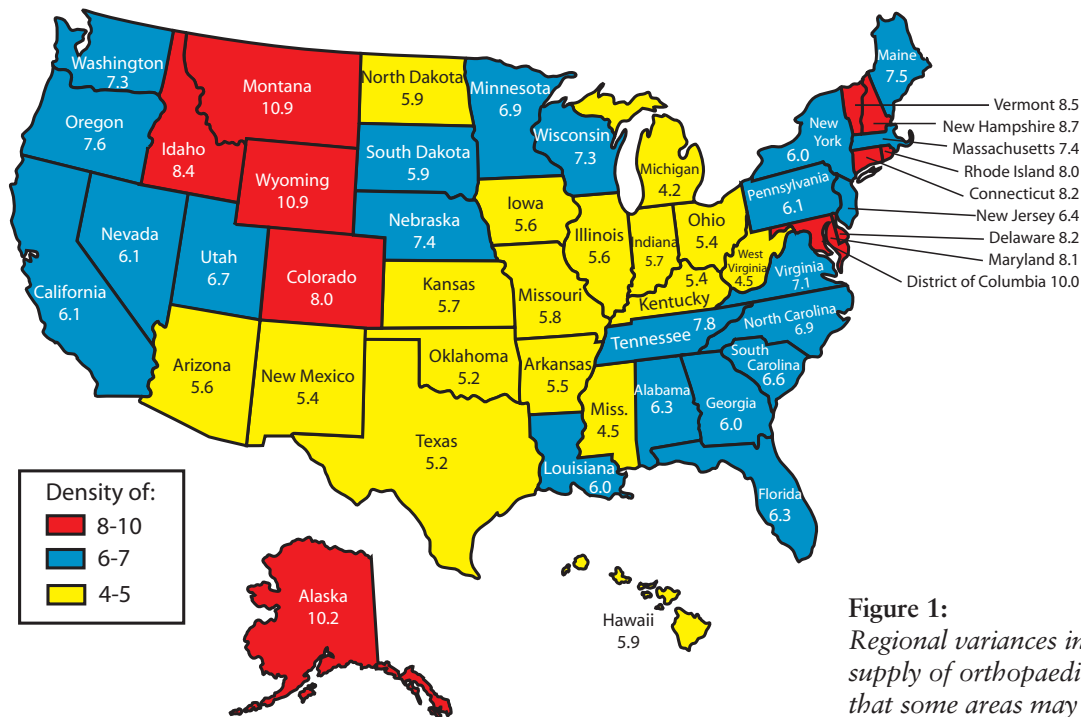 Washington
7.3
Oregon
7.6
California
6.1
Nevada
6.1
Idaho
8.4
Montana
10.9
Wyoming
10.9
Utah
6.7
Colorado
8.0
Arizona
5.6
New Mexico
5.4
North Dakota
5.9
South Dakota
5.9
Nebraska
7.4
Kansas
5.7
Oklahoma
5.2
Texas
5.2
Minnesota
6.9
Iowa
5.6
Missouri
5.8
Arkansas
5.5
Louisiana
6.0
Wisconsin
7.3
Illinois
5.6
Michigan
4.2
Indiana
5.7
Ohio
5.4
5.4
Kentucky
West
Virginia
4.5
Tennessee 7.8
Miss.
4.5
Alabama
6.3
Georgia
6.0
Florida
6.3
South
Carolina
6.6
North Carolina
6.9
Virginia
7.1
Pennsylvania
6.1
New
York
6.0
Maine
7.5
Vermont 8.5
New Hampshire 8.7
Massachusetts 7.4
Rhode Island 8.0
Connecticut 8.2
New Jersey 6.4
Delaware 8.2
Maryland 8.1
District of Columbia 10.0
Density of:
8-10
6-7
4-5
Alaska
10.2
Hawaii
5.9
Figure 1:
Regional variances in
supply of orthopaedi
that some areas may